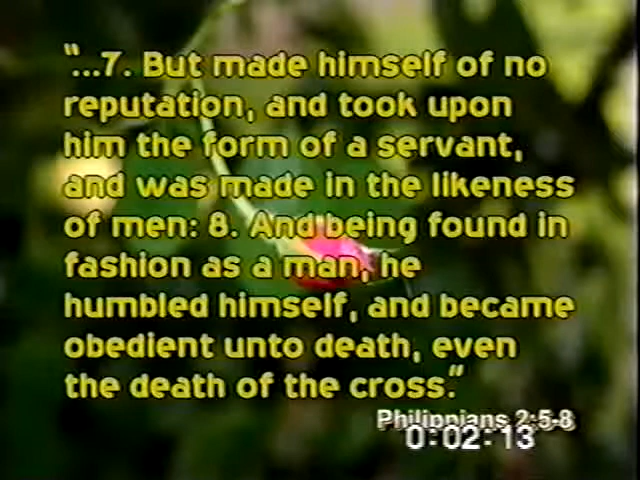 “...7. But made himself of no
reputation, and took upon
him the form of a servant,
and was made in the likeness
of men: 8. And being found in
fashion as a man, he
humbled himself, and became
obedient unto death, even
the death of the cross.”
Philippians 2:5-8
0:02:13